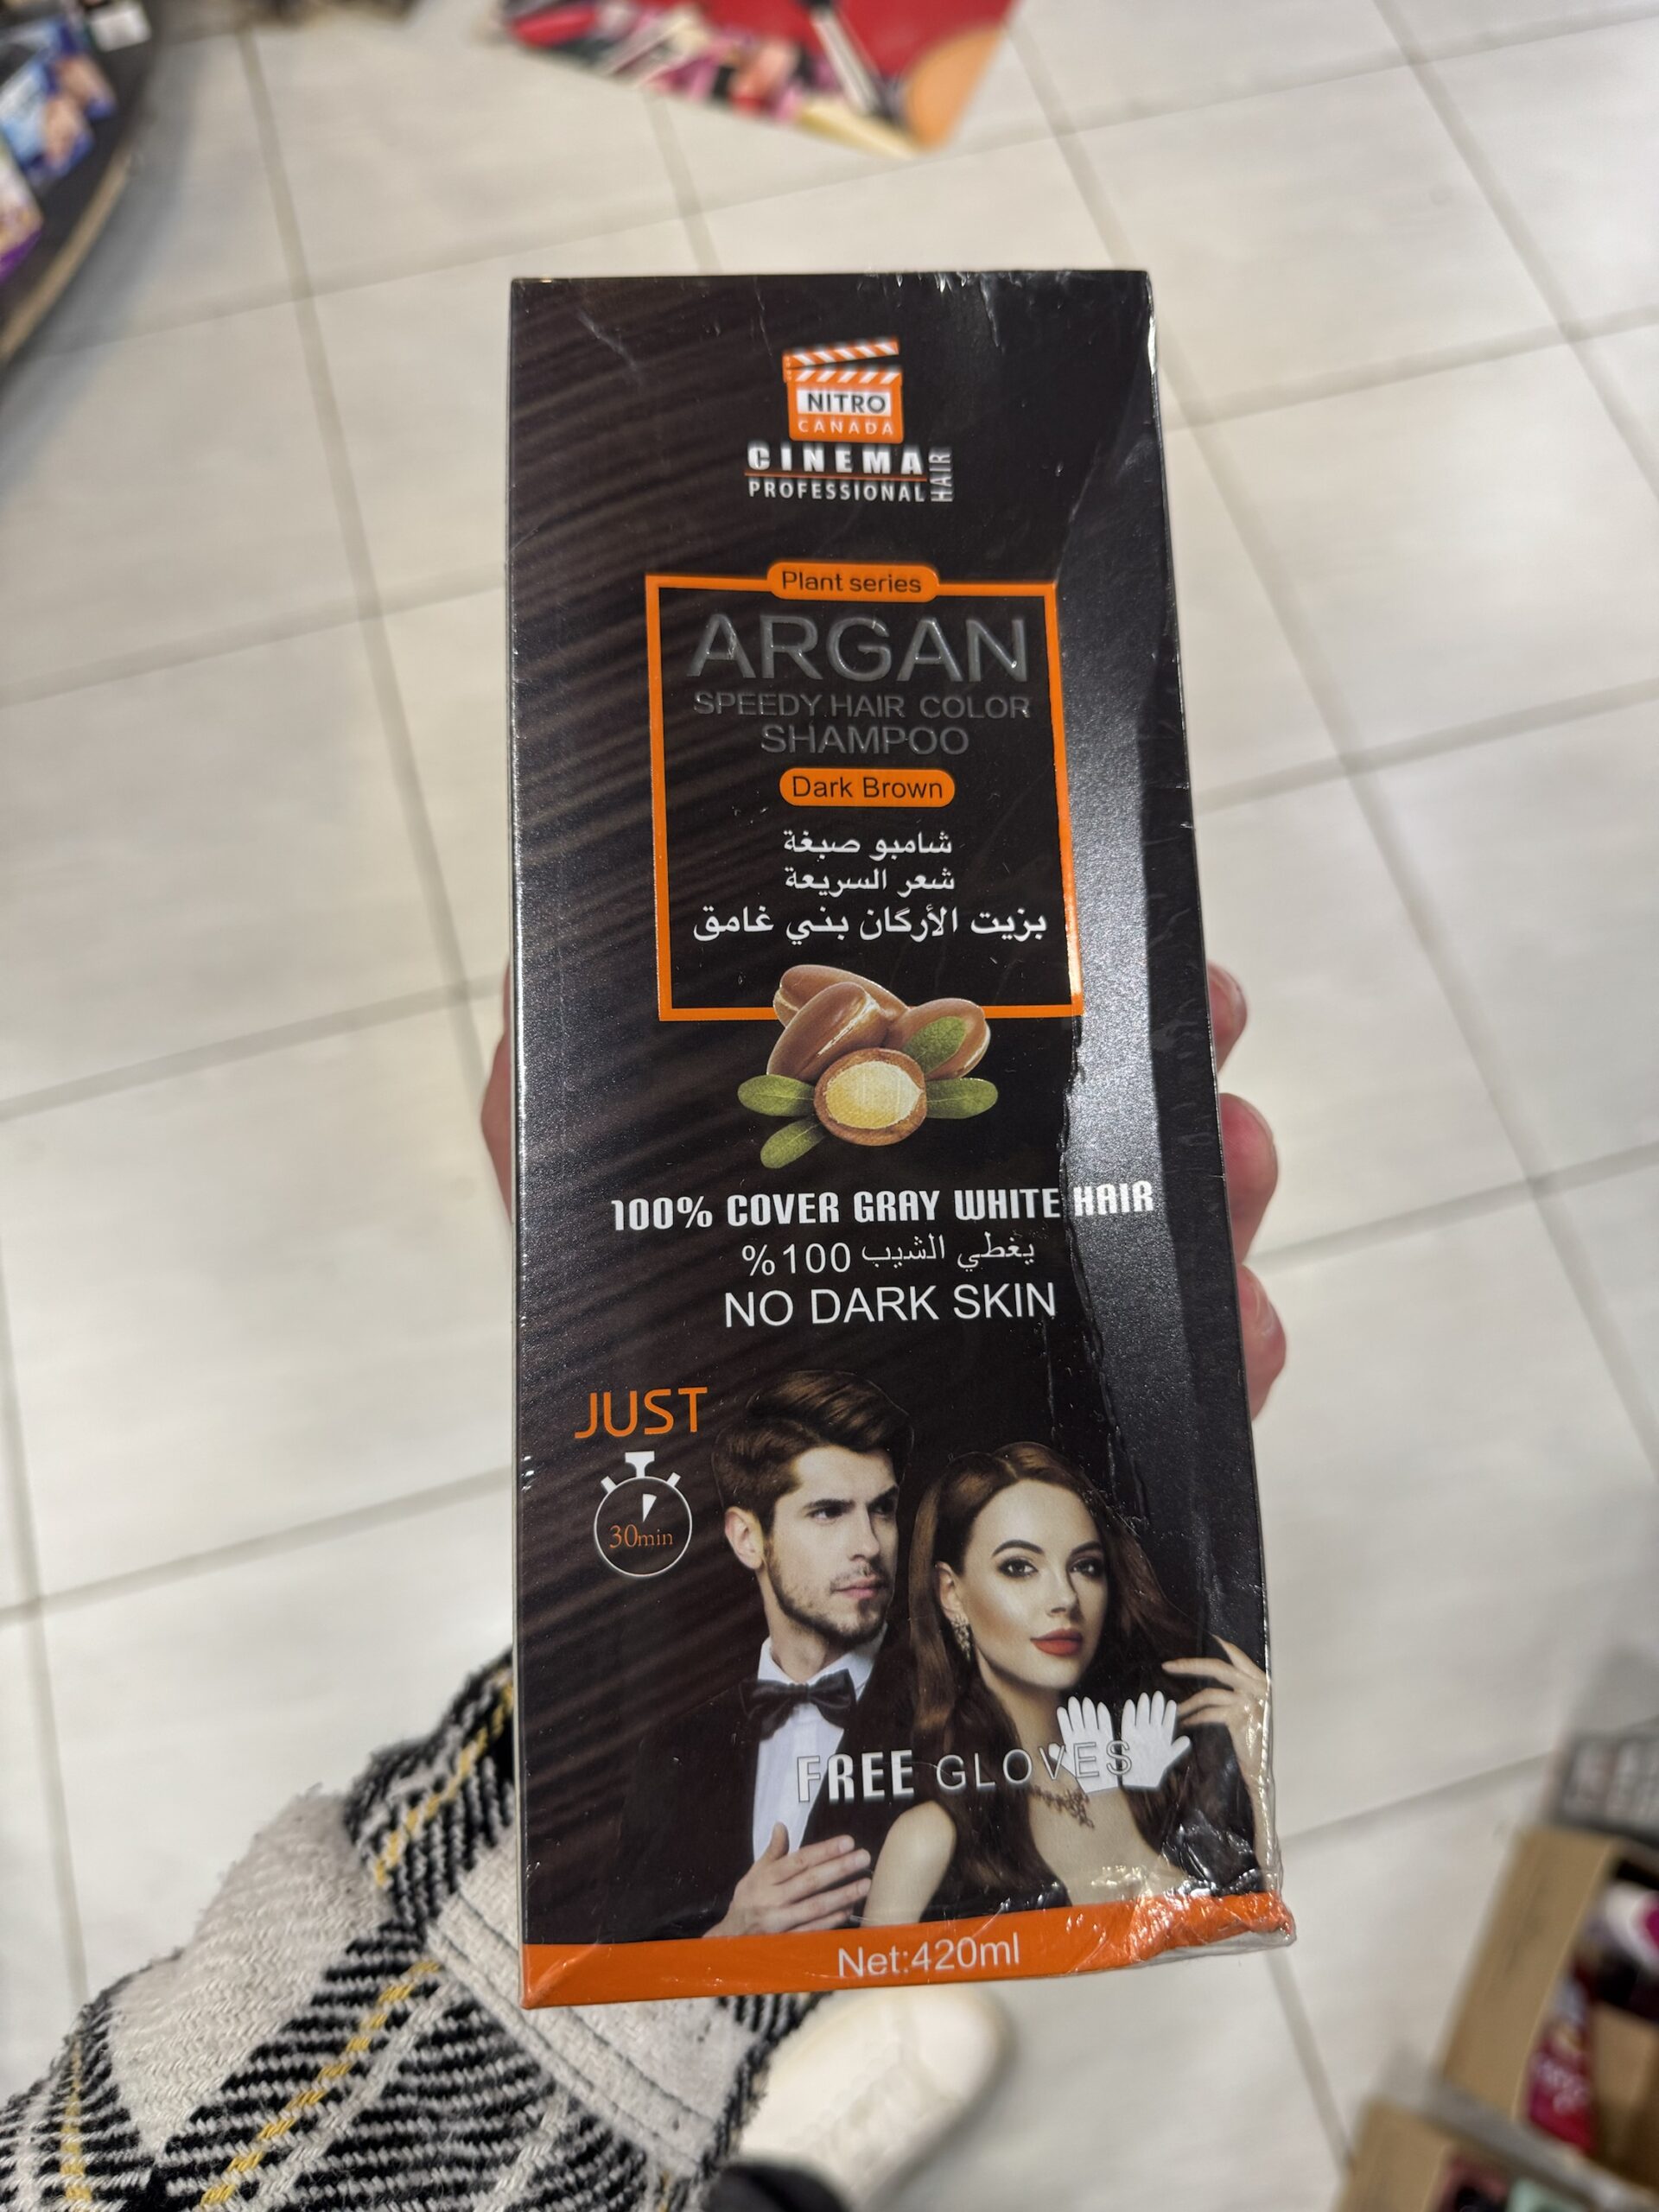 NITRO
CANADA
CINEMA
PROFESSIONAL
HAIR
Plant series
ARGAN
SPEEDY HAIR COLOR
SHAMPOO
Dark Brown
شامبو صبغة
شعر السريعة
بزيت الأرگان بني غامق
100% COVER GRAY WHITE HAIR
يغطي الشيب 100%
NO DARK SKIN
JUST
30min
FREE GLOVES
Net:420ml